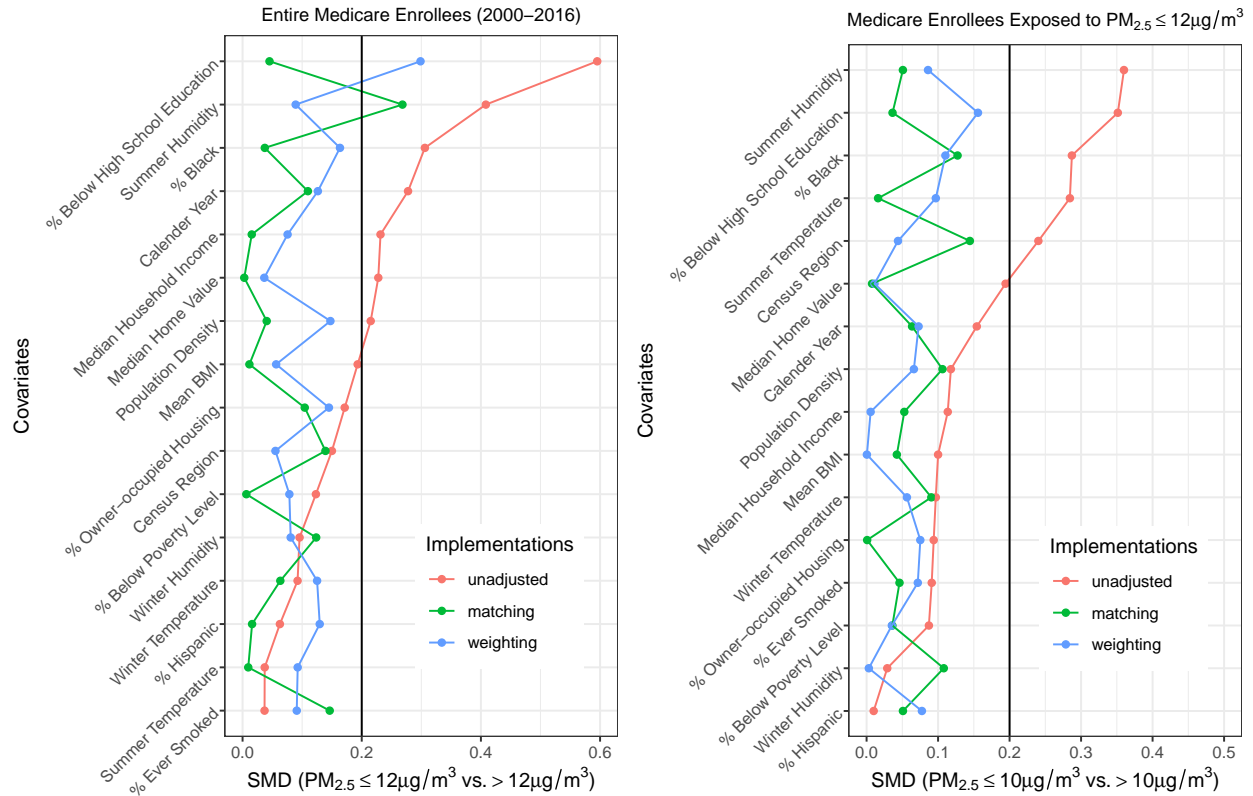 Entire Medicare Enrollees (2000–2016)
Covariates
% Below High School Education
Summer Humidity
% Black
Calender Year
Median Household Income
Median Home Value
Population Density
Mean BMI
% Owner–occupied Housing
Census Region
% Below Poverty Level
Winter Humidity
Winter Temperature
% Hispanic
Summer Temperature
% Ever Smoked
Implementations
unadjusted
matching
weighting
0.0 0.2 0.4 0.6
SMD (PM2.5 ≤ 12μg/m³ vs. > 12μg/m³)
Medicare Enrollees Exposed to PM2.5 ≤ 12μg/m³
Covariates
Summer Humidity
% Below High School Education
% Black
Summer Temperature
Census Region
Median Home Value
Calender Year
Population Density
Median Household Income
Mean BMI
Winter Temperature
% Owner–occupied Housing
% Ever Smoked
% Below Poverty Level
Winter Humidity
% Hispanic
Implementations
unadjusted
matching
weighting
0.0 0.1 0.2 0.3 0.4 0.5
SMD (PM2.5 ≤ 10μg/m³ vs. > 10μg/m³)